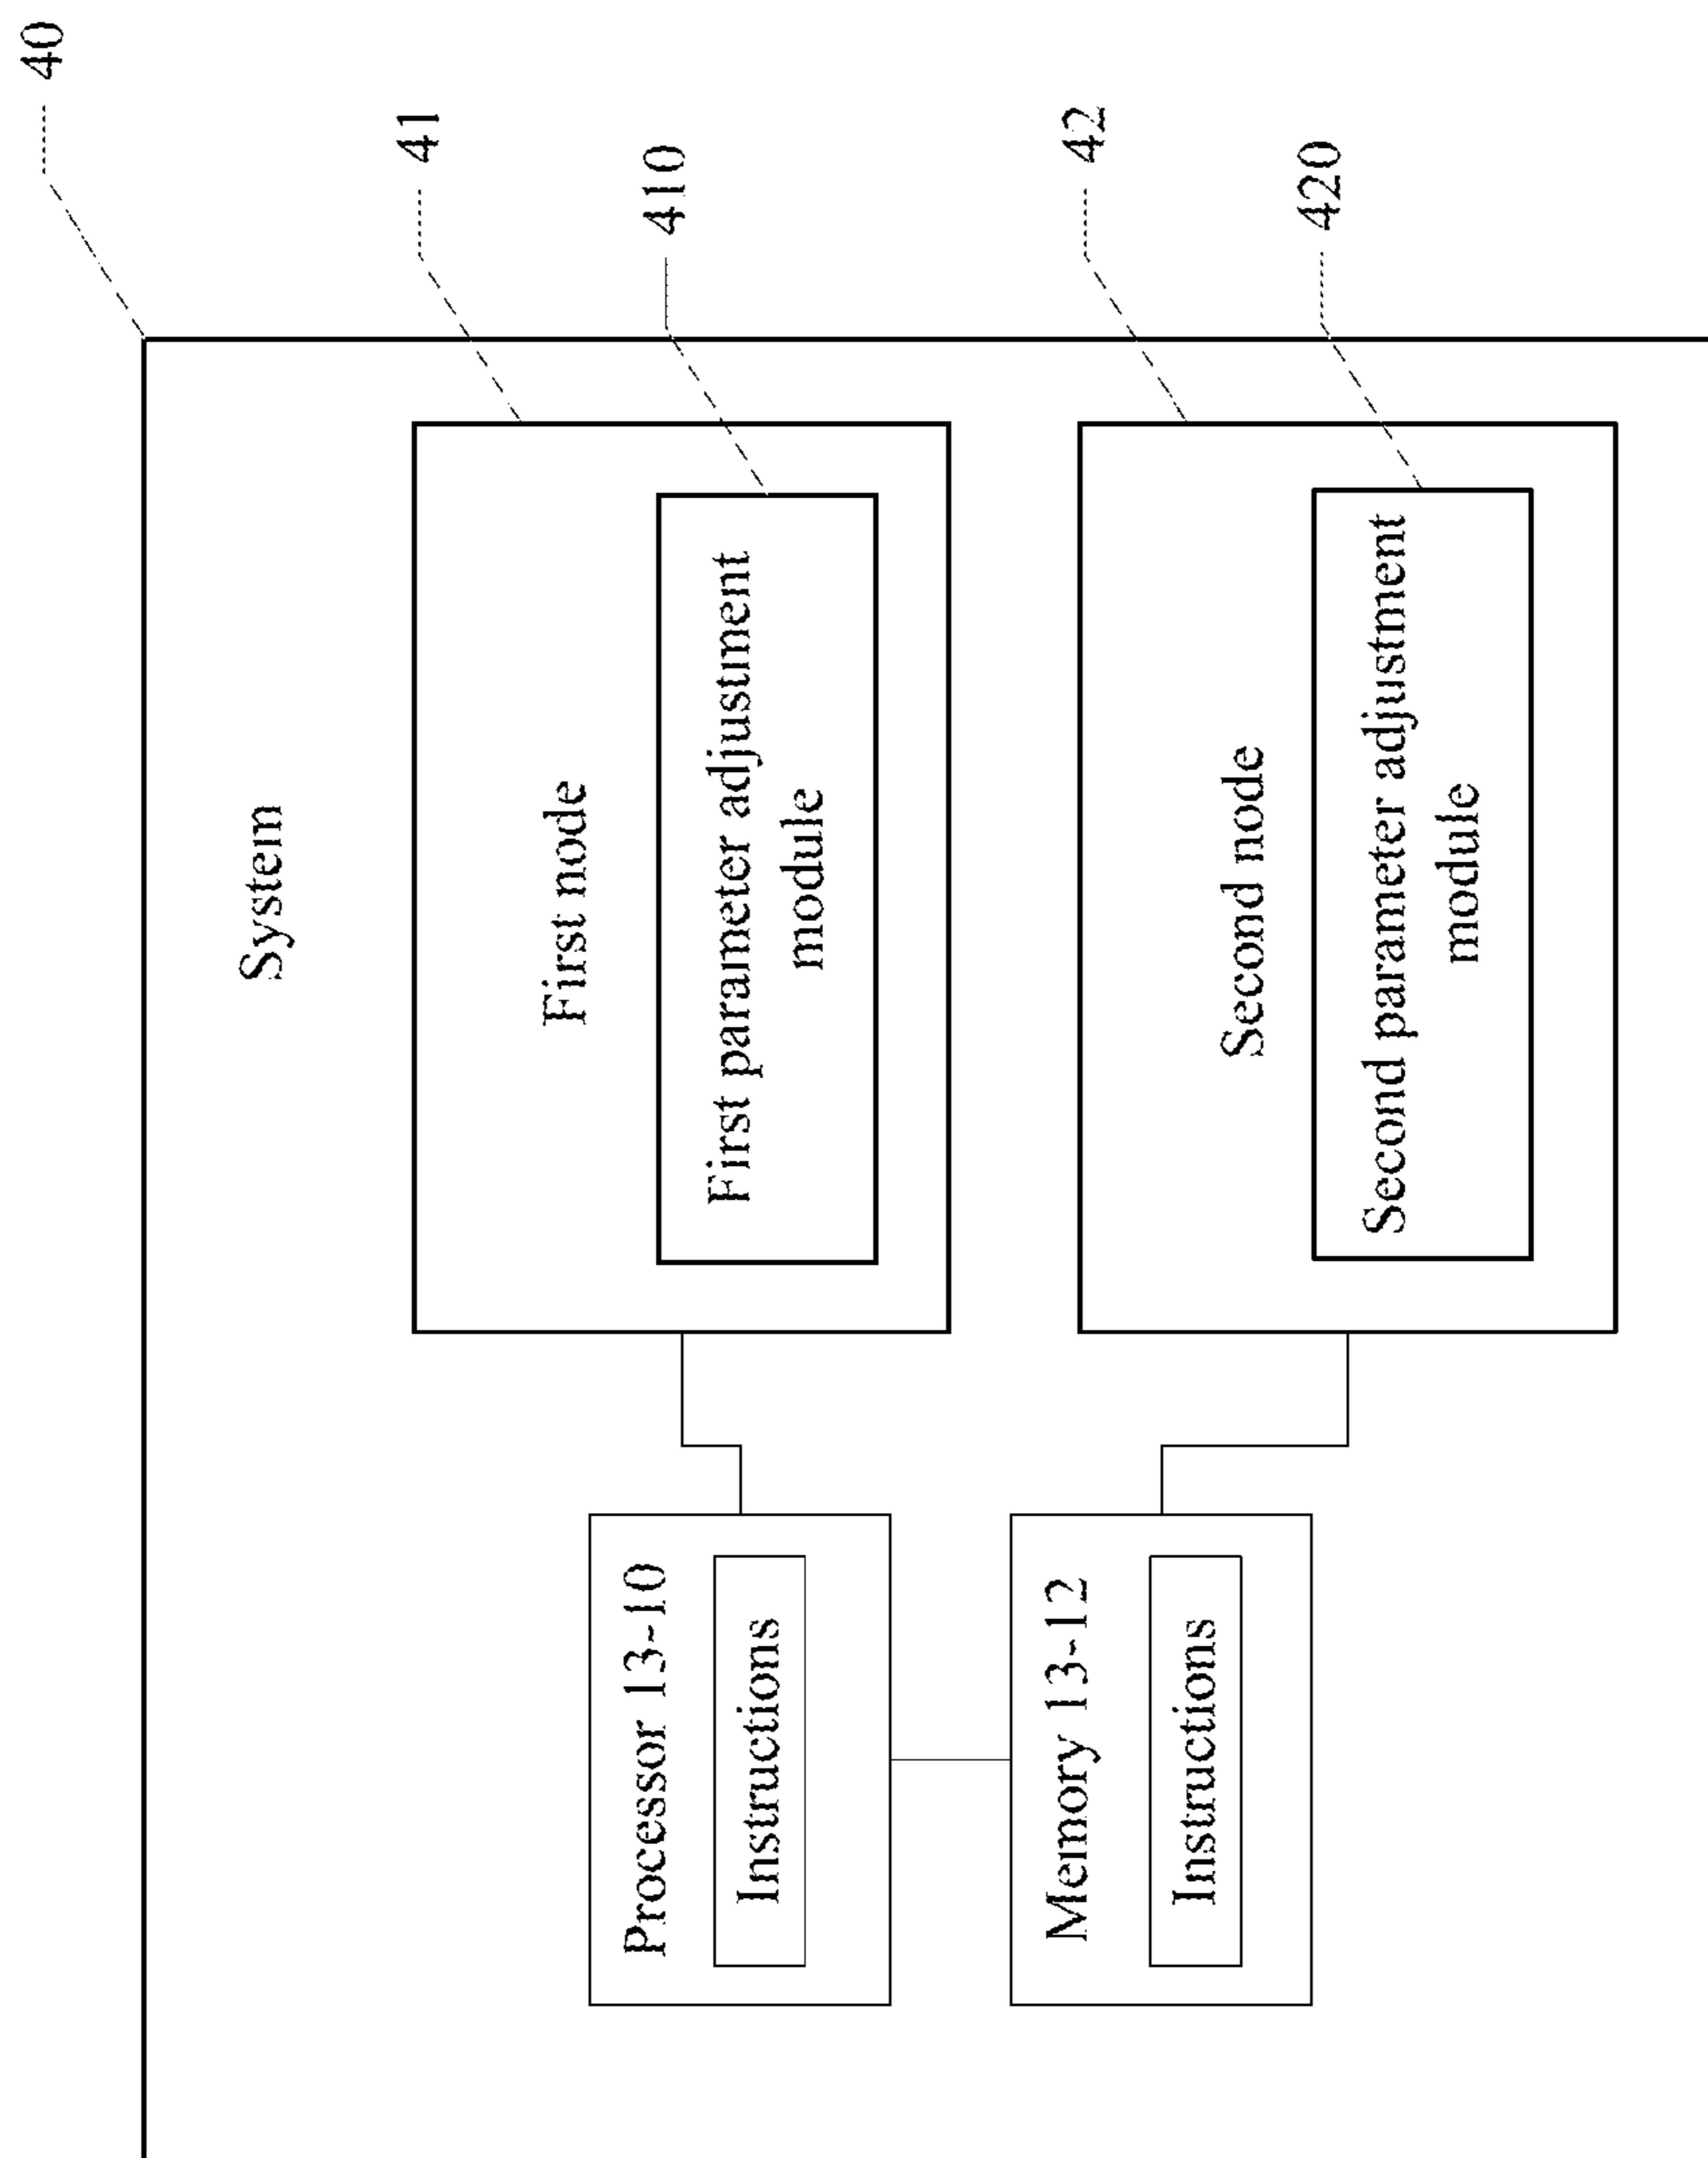 40
System
41
First node
410
First parameter adjustment
module
42
Second node
420
Second parameter adjustment
module
Processor 13-10
Instructions
Memory 13-12
Instructions